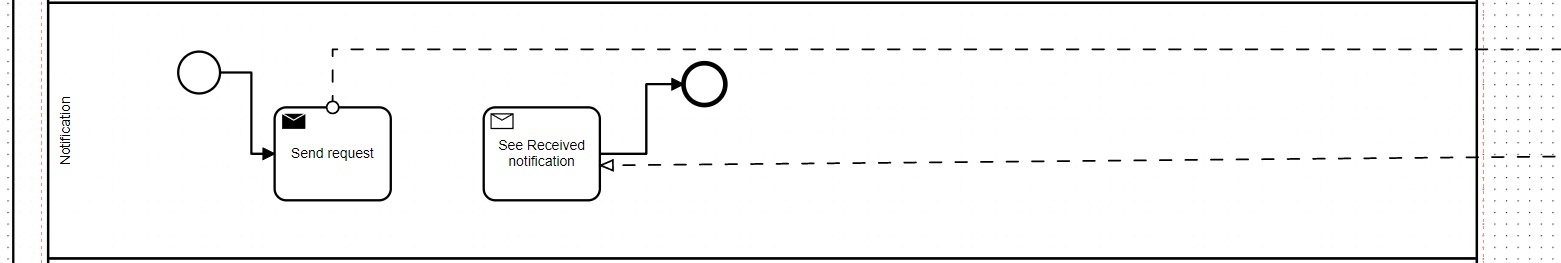 Notification
Send request
See Received
notification